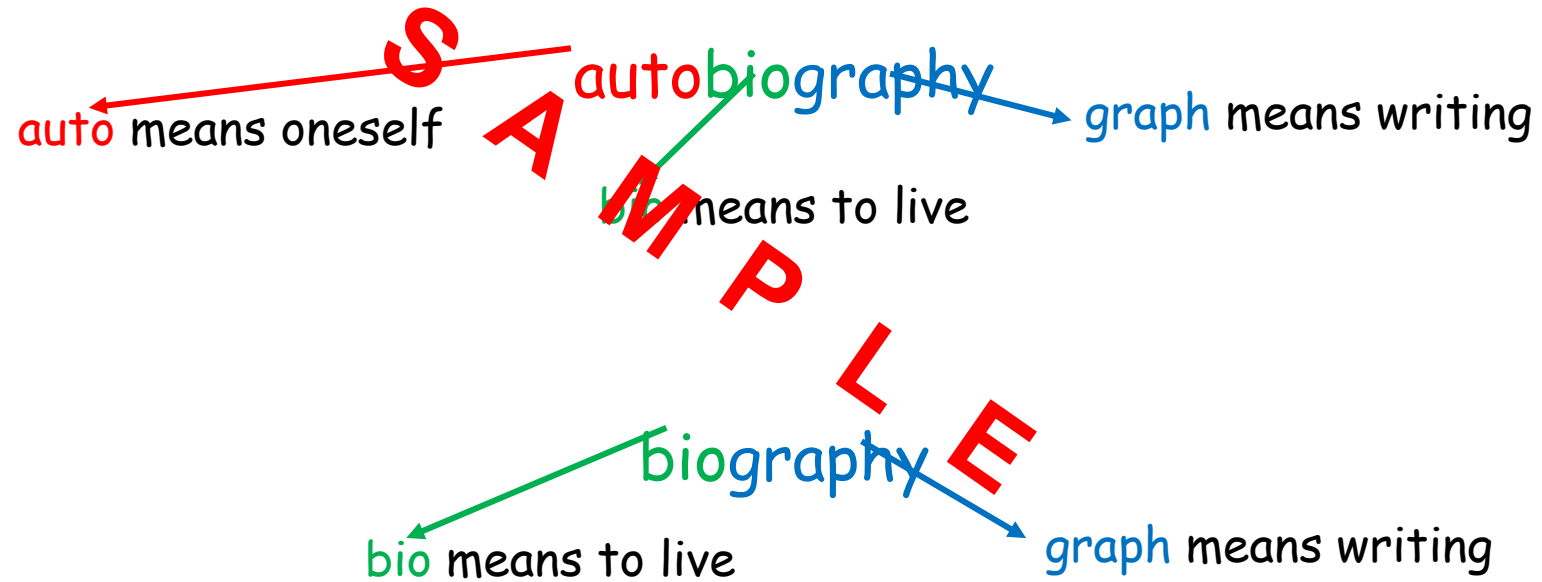 autobiography
auto means oneself
graph means writing
bio means to live
SAMPLE
biography
bio means to live
graph means writing